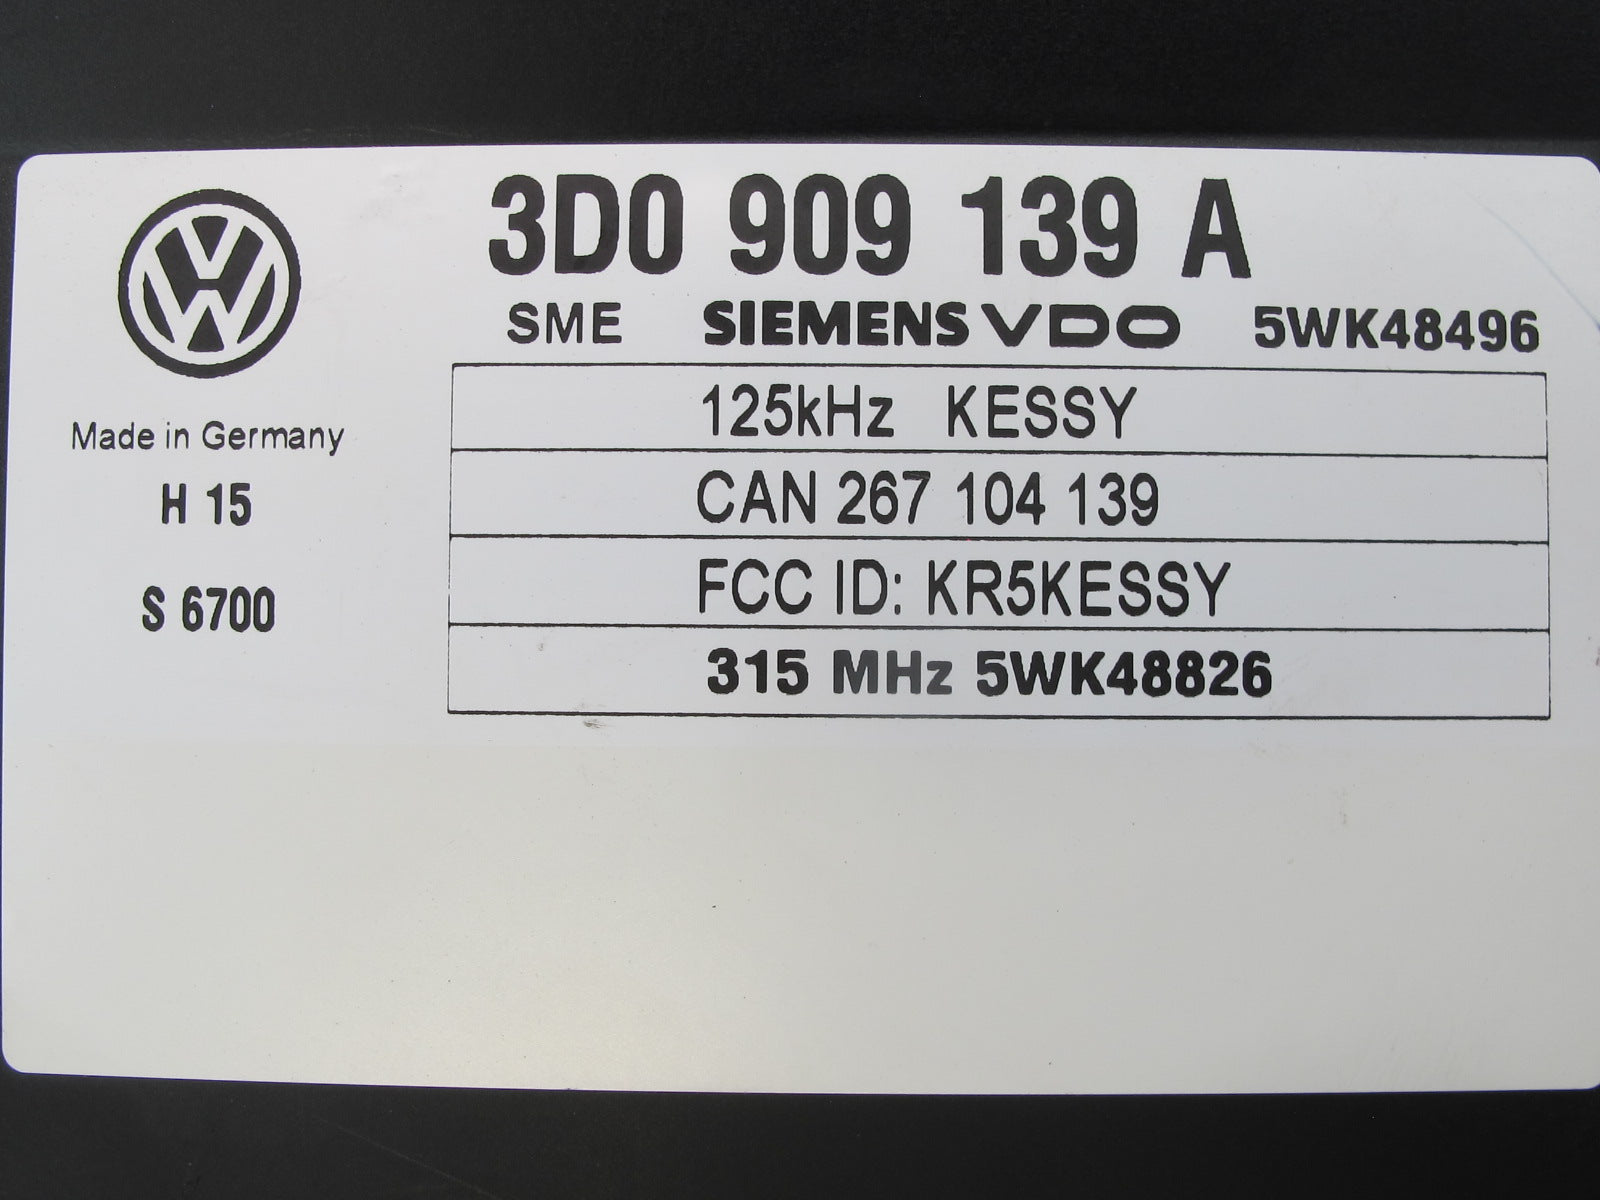 3D0 909 139 A
SME SIEMENS VDO 5WK48496
Made in Germany
H 15
S 6700
125kHz KESSY
CAN 267 104 139
FCC ID: KR5KESSY
315 MHz 5WK48826